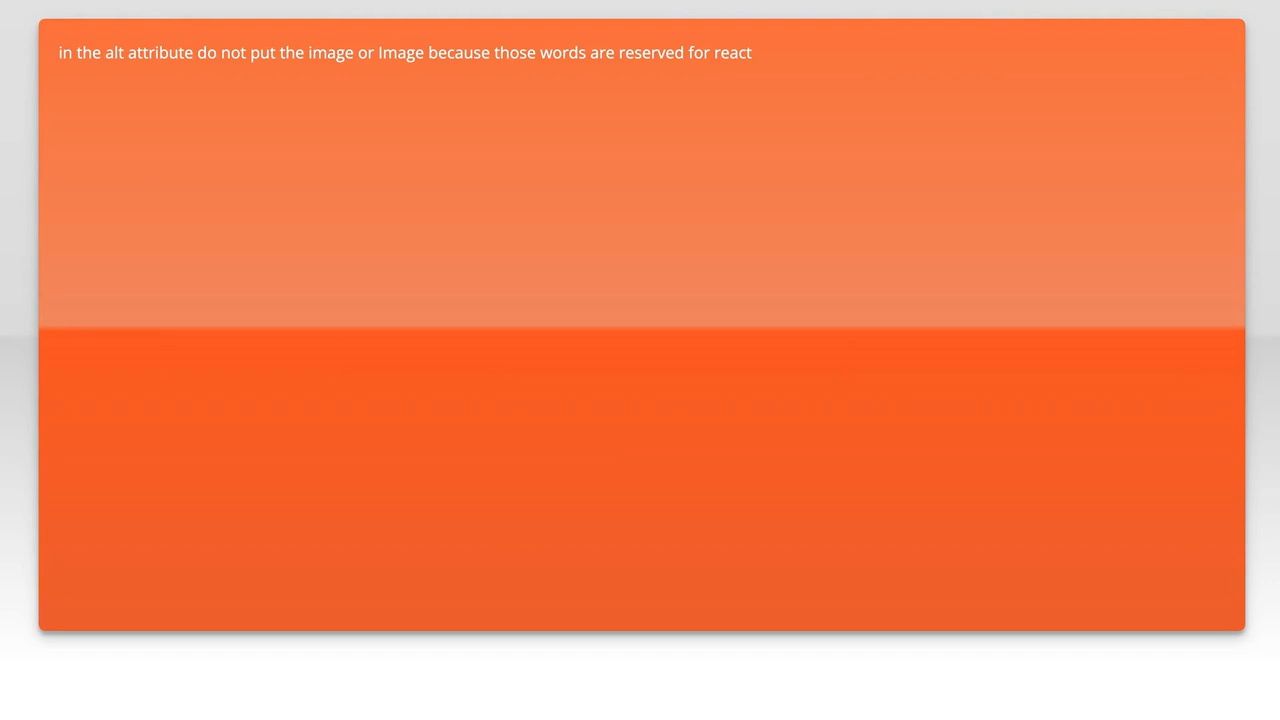 in the alt attribute do not put the image or Image because those words are reserved for react